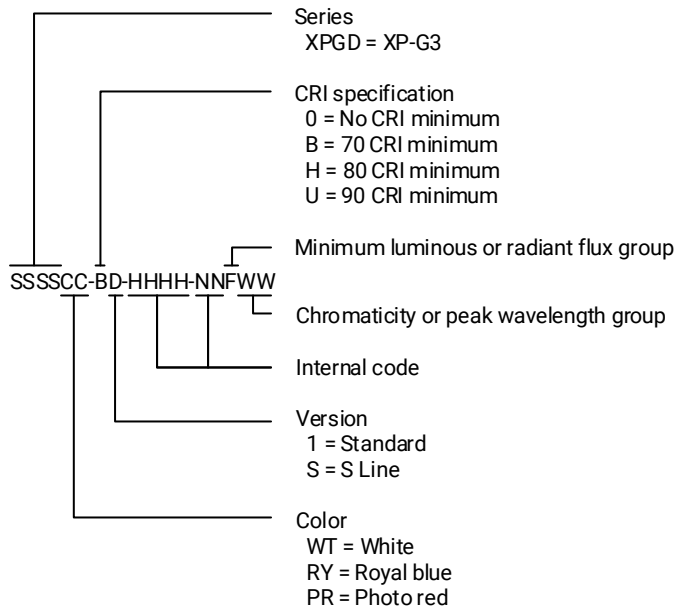 Series
XPGD = XP-G3
CRI specification
0 = No CRI minimum
B = 70 CRI minimum
H = 80 CRI minimum
U = 90 CRI minimum
Minimum luminous or radiant flux group
SSSSCC-BD-HHHH-NNFWW
Chromaticity or peak wavelength group
Internal code
Version
1 = Standard
S = S Line
Color
WT = White
RY = Royal blue
PR = Photo red